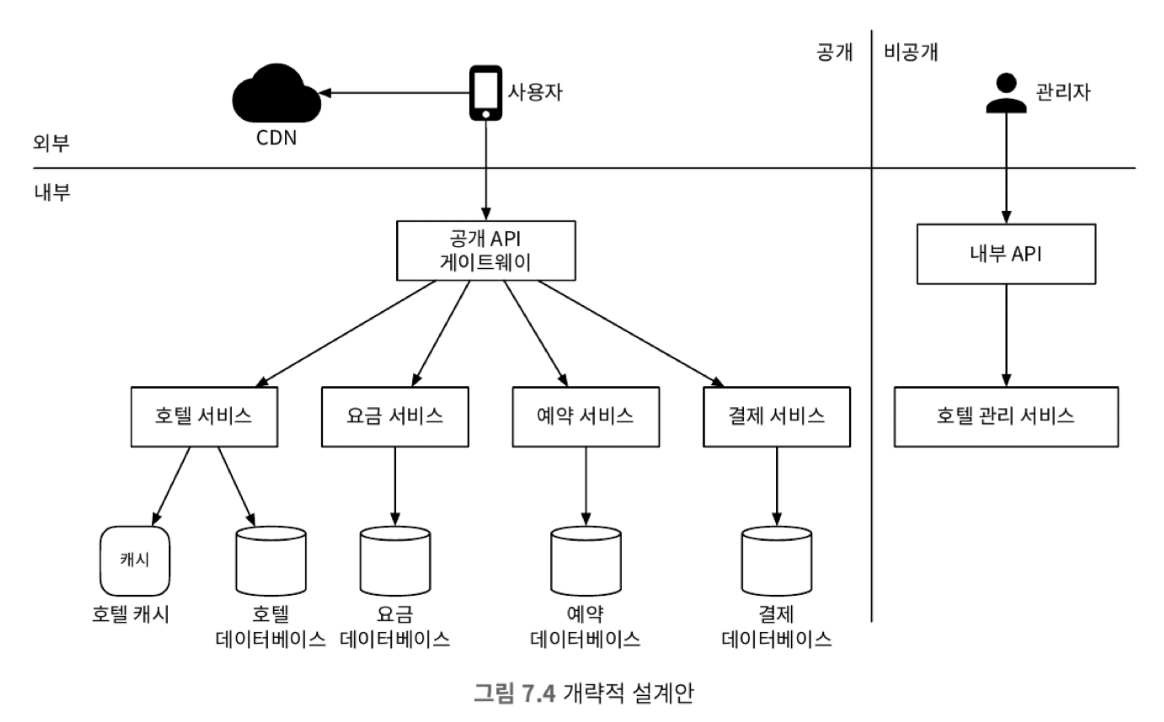 공개
비공개
사용자
관리자
CDN
외부
내부
공개 API
게이트웨이
내부 API
호텔 서비스
요금 서비스
예약 서비스
결제 서비스
호텔 관리 서비스
캐시
호텔 캐시
호텔
데이터베이스
요금
데이터베이스
예약
데이터베이스
결제
데이터베이스
그림 7.4 개략적 설계안